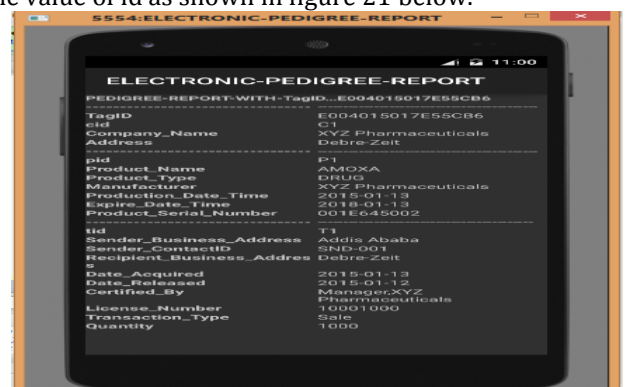 he value of id as shown in figure 21 below.
5554:ELECTRONIC-PEDIGREE-REPORT
11:00
ELECTRONIC-PEDIGREE-REPORT
PEDIGREE-REPORT-WITH-TagID...E004015017E55CB6
TagID E004015017E55CB6
cid C1
Company_Name XYZ Pharmaceuticals
Address Debre-Zeit
pid P1
Product_Name AMOXA
Product_Type DRUG
Manufacturer XYZ Pharmaceuticals
Production_Date_Time 2015-01-13
Expire_Date_Time 2018-01-13
Product_Serial_Number 001E645002
tid T1
Sender_Business_Address Addis Ababa
Sender_ContactID SND-001
Recipient_Business_Addres Debre-Zeit
s
Date_Acquired 2015-01-13
Date_Released 2015-01-12
Certified_By Manager,XYZ
Pharmaceuticals
License_Number 10001000
Transaction_Type Sale
Quantity 1000